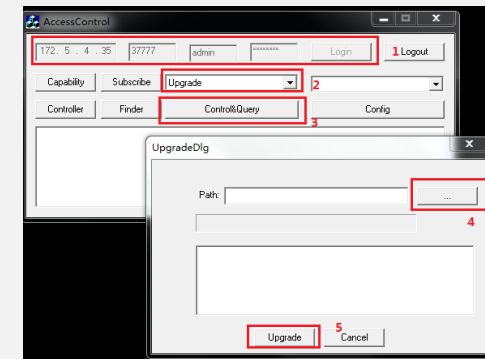 AccessControl
172. 5 . 4 . 35 37777 admin ******** Login 1 Logout
Capability Subscribe Upgrade 2
Controller Finder Control&Query Config
3
UpgradeDlg X
Path: ...
4
5
Upgrade Cancel